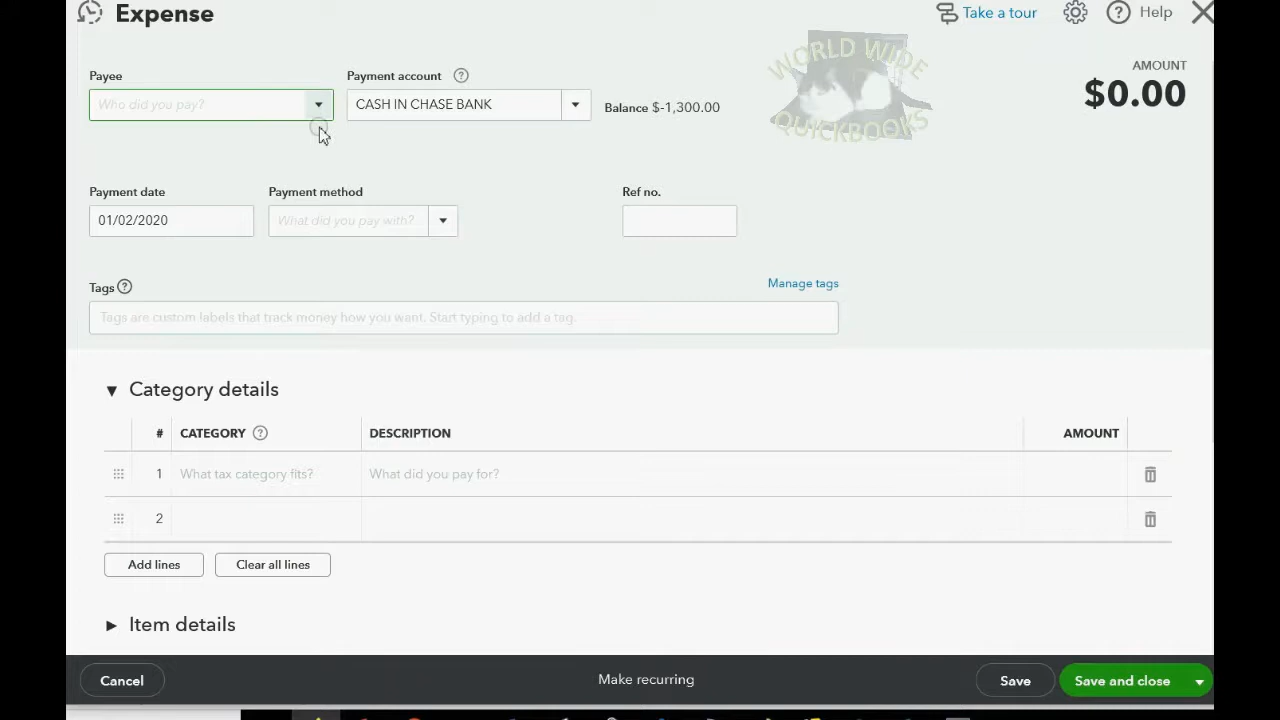 Expense
Take a tour
Help
WORLD WIDE
QUICKBOOKS
Payee
Payment account
AMOUNT
Who did you pay?
CASH IN CHASE BANK
Balance $-1,300.00
$0.00
Payment date
Payment method
Ref no.
01/02/2020
What did you pay with?
Tags
Manage tags
Tags are custom labels that track money how you want. Start typing to add a tag.
Category details
# CATEGORY DESCRIPTION AMOUNT
1 What tax category fits? What did you pay for?
2
Add lines
Clear all lines
Item details
Cancel
Make recurring
Save
Save and close